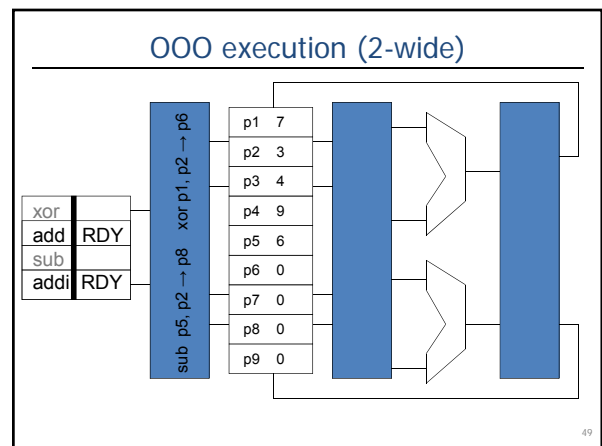 OOO execution (2-wide)
xor
add RDY
sub
addi RDY
xor p1, p2 → p6
sub p5, p2 → p8
p1 7
p2 3
p3 4
p4 9
p5 6
p6 0
p7 0
p8 0
p9 0
49